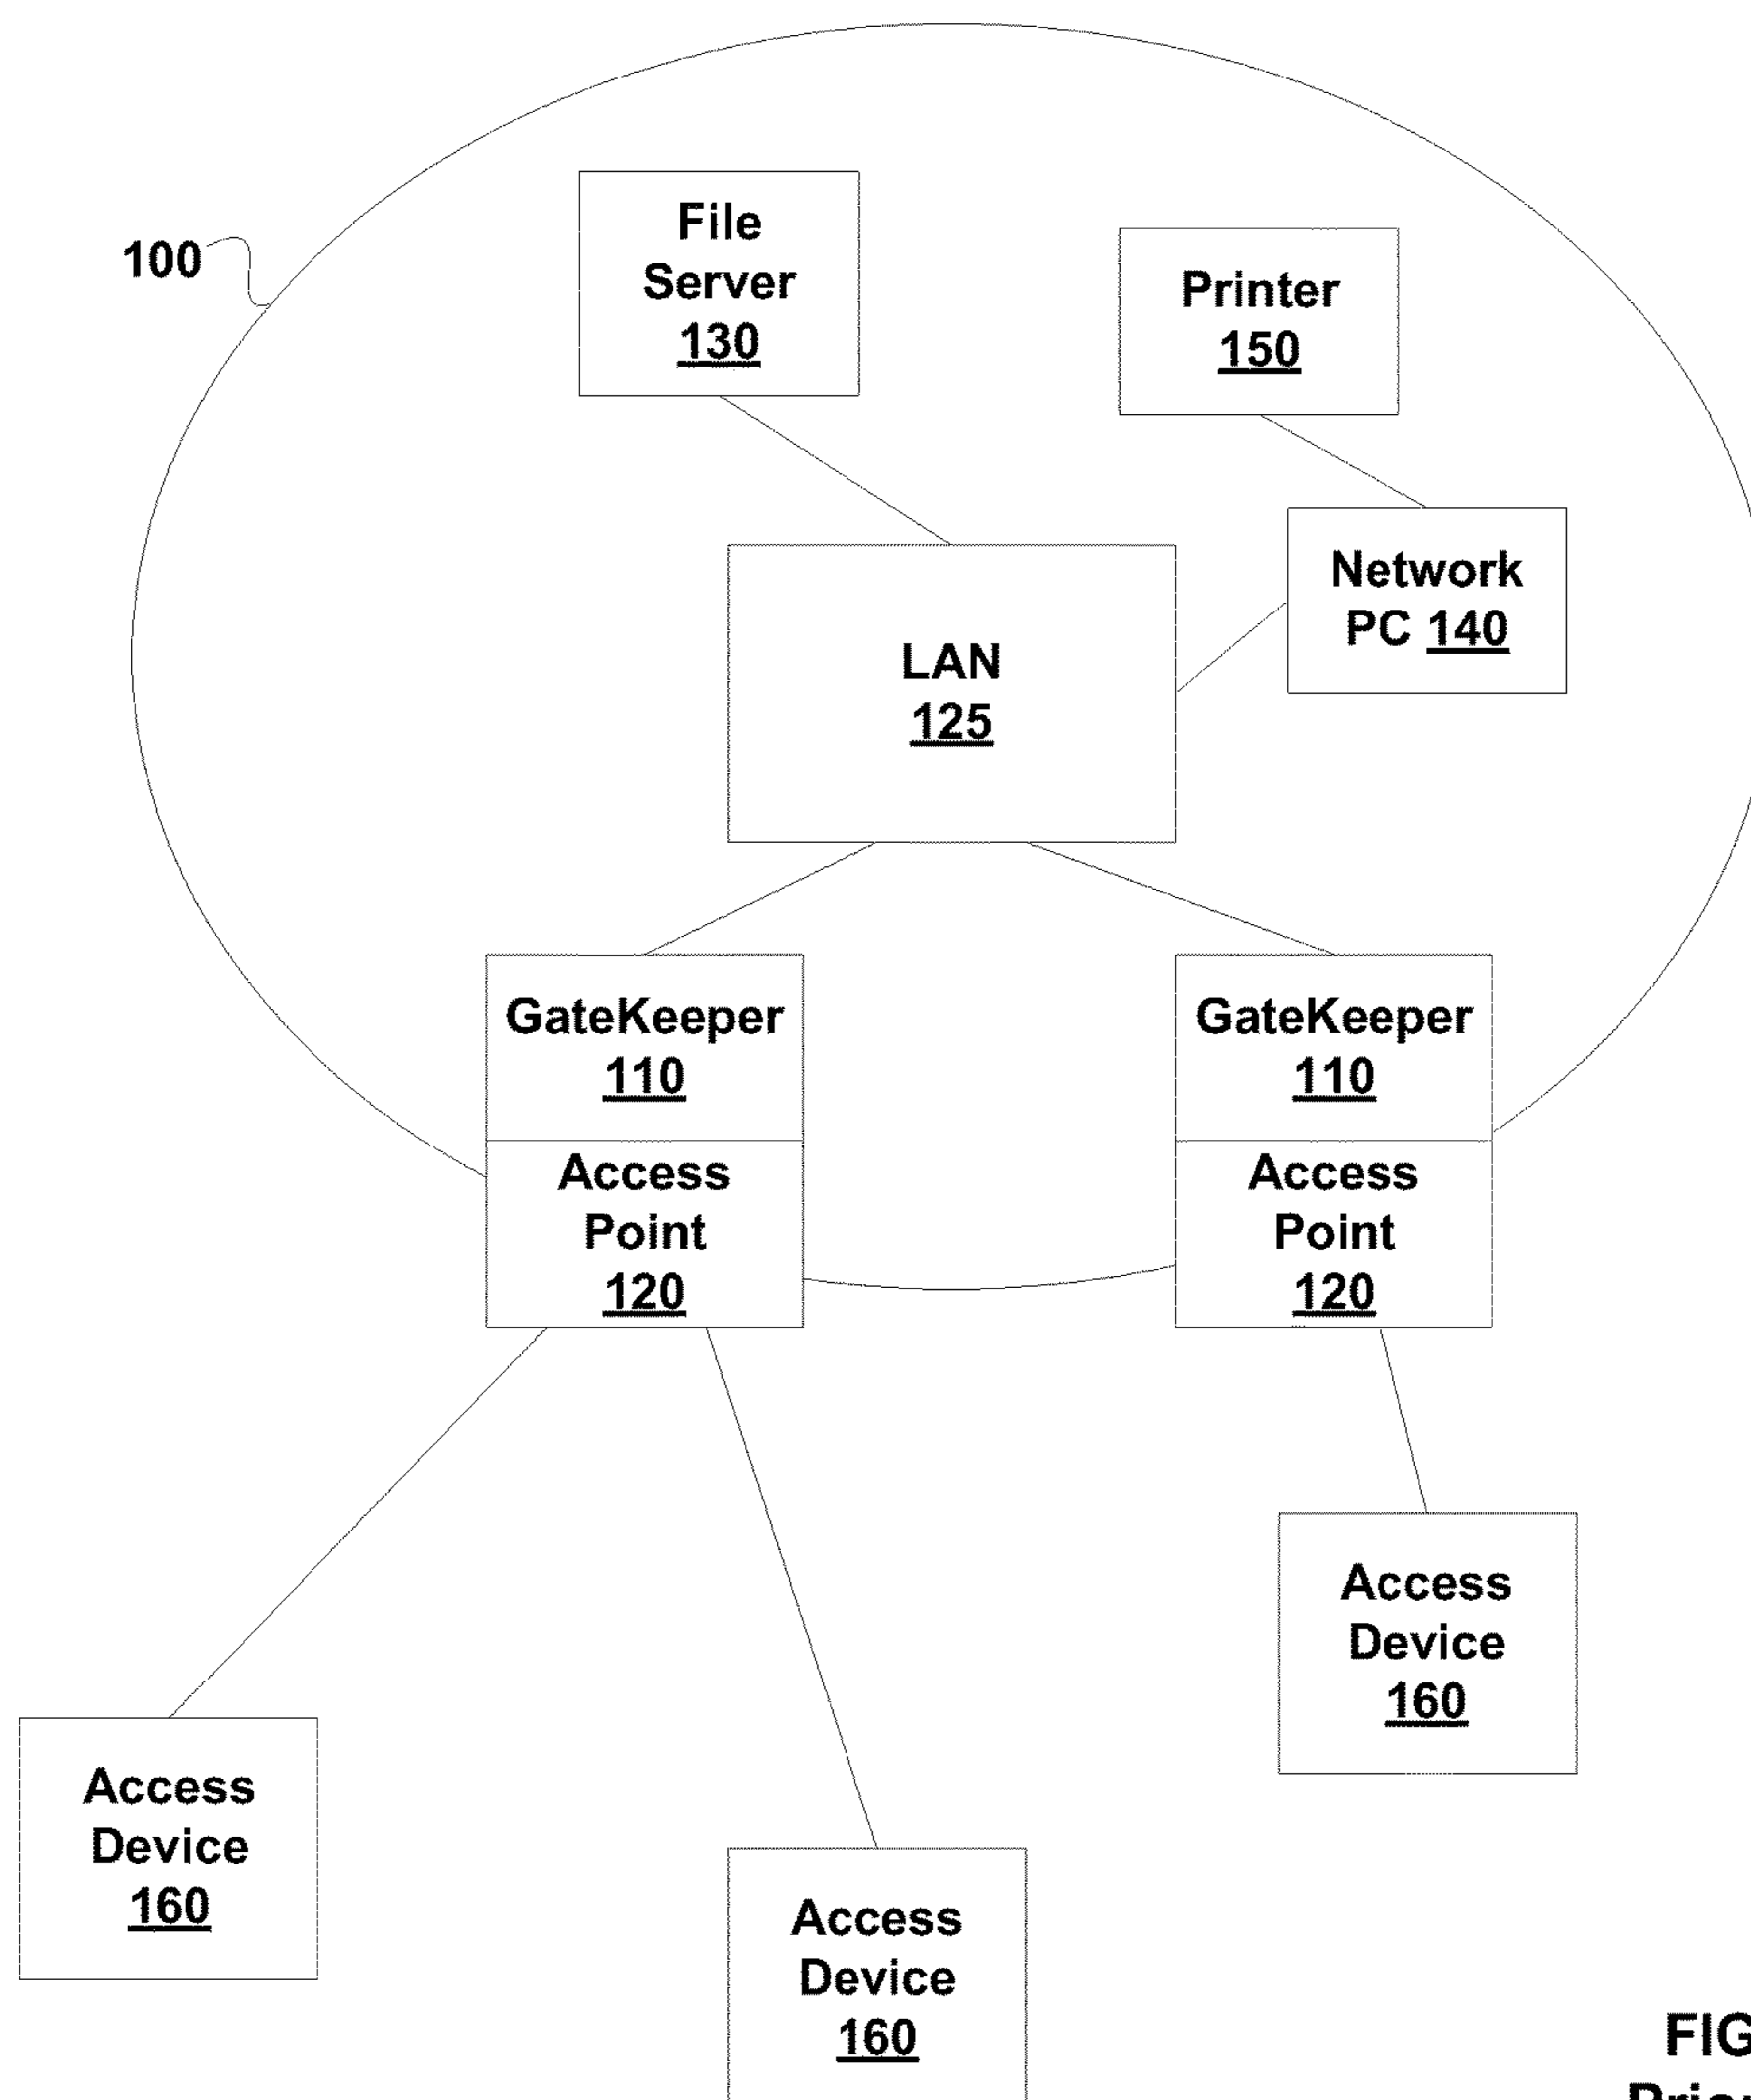 100
File
Server
130
Printer
150
Network
PC 140
LAN
125
GateKeeper
110
GateKeeper
110
Access
Point
120
Access
Point
120
Access
Device
160
Access
Device
160
Access
Device
160
FIG